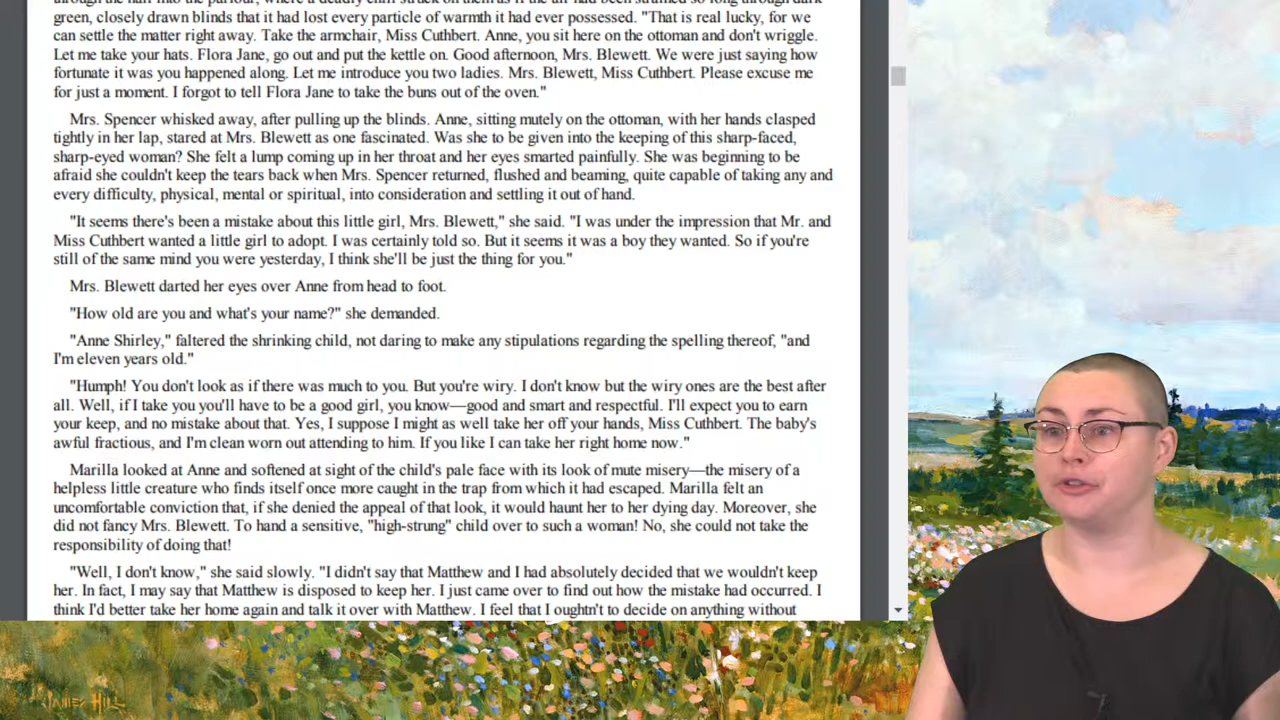 through the hall into the parlour, where a deadly chill struck on them as if the air had been strained so long through dark
green, closely drawn blinds that it had lost every particle of warmth it had ever possessed. "That is real lucky, for we
can settle the matter right away. Take the armchair, Miss Cuthbert. Anne, you sit here on the ottoman and don't wriggle.
Let me take your hats. Flora Jane, go out and put the kettle on. Good afternoon, Mrs. Blewett. We were just saying how
fortunate it was you happened along. Let me introduce you two ladies. Mrs. Blewett, Miss Cuthbert. Please excuse me
for just a moment. I forgot to tell Flora Jane to take the buns out of the oven."
Mrs. Spencer whisked away, after pulling up the blinds. Anne, sitting mutely on the ottoman, with her hands clasped
tightly in her lap, stared at Mrs. Blewett as one fascinated. Was she to be given into the keeping of this sharp-faced,
sharp-eyed woman? She felt a lump coming up in her throat and her eyes smarted painfully. She was beginning to be
afraid she couldn't keep the tears back when Mrs. Spencer returned, flushed and beaming, quite capable of taking any and
every difficulty, physical, mental or spiritual, into consideration and settling it out of hand.
"It seems there's been a mistake about this little girl, Mrs. Blewett," she said. "I was under the impression that Mr. and
Miss Cuthbert wanted a little girl to adopt. I was certainly told so. But it seems it was a boy they wanted. So if you're
still of the same mind you were yesterday, I think she'll be just the thing for you."
Mrs. Blewett darted her eyes over Anne from head to foot.
"How old are you and what's your name?" she demanded.
"Anne Shirley," faltered the shrinking child, not daring to make any stipulations regarding the spelling thereof, "and
I'm eleven years old."
"Humph! You don't look as if there was much to you. But you're wiry. I don't know but the wiry ones are the best after
all. Well, if I take you you'll have to be a good girl, you know—good and smart and respectful. I'll expect you to earn
your keep, and no mistake about that. Yes, I suppose I might as well take her off your hands, Miss Cuthbert. The baby's
awful fractious, and I'm clean worn out attending to him. If you like I can take her right home now."
Marilla looked at Anne and softened at sight of the child's pale face with its look of mute misery—the misery of a
helpless little creature who finds itself once more caught in the trap from which it had escaped. Marilla felt an
uncomfortable conviction that, if she denied the appeal of that look, it would haunt her to her dying day. Moreover, she
did not fancy Mrs. Blewett. To hand a sensitive, "high-strung" child over to such a woman! No, she could not take the
responsibility of doing that!
"Well, I don't know," she said slowly. "I didn't say that Matthew and I had absolutely decided that we wouldn't keep
her. In fact, I may say that Matthew is disposed to keep her. I just came over to find out how the mistake had occurred. I
think I'd better take her home again and talk it over with Matthew. I feel that I oughtn't to decide on anything without
JAMES HILL